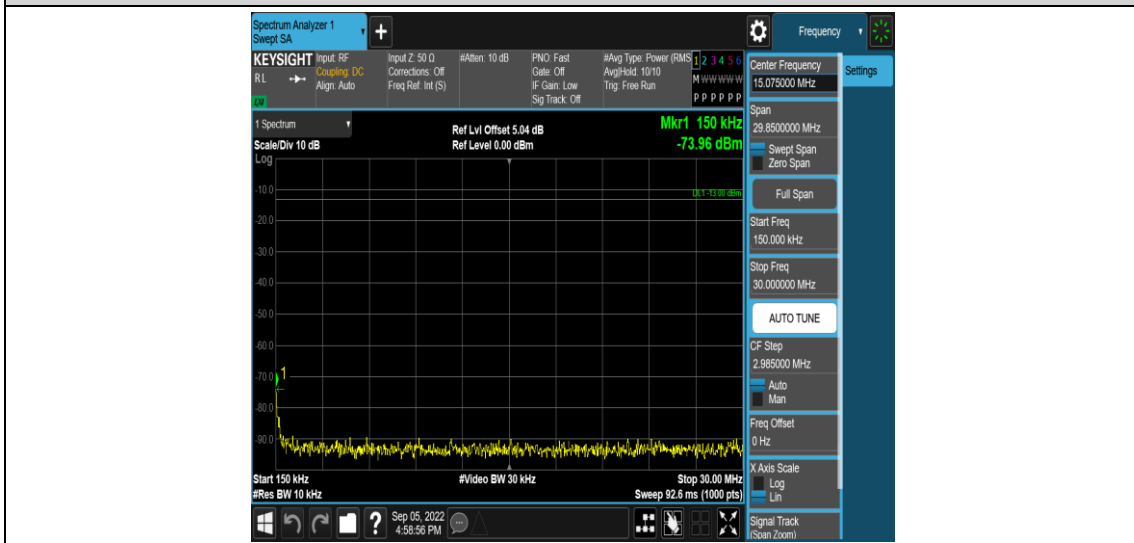 Spectrum Analyzer 1
Swept SA
+
Frequency
KEYSIGHT
RL
LXI
Input: RF
Coupling: DC
Align: Auto
Input Z: 50 Ω
Corrections: Off
Freq Ref: Int (S)
#Atten: 10 dB
PNO: Fast
Gate: Off
IF Gain: Low
Sig Track: Off
#Avg Type: Power (RMS
Avg|Hold: 10/10
Trig: Free Run
1 2 3 4 5 6
M W W W W W
P P P P P P
1 Spectrum
Scale/Div 10 dB
Log
Ref Lvl Offset 5.04 dB
Ref Level 0.00 dBm
Mkr1 150 kHz
-73.96 dBm
DL1 -13.00 dBm
-10.0
-20.0
-30.0
-40.0
-50.0
-60.0
-70.0
-80.0
-90.0
1
Start 150 kHz
#Res BW 10 kHz
#Video BW 30 kHz
Stop 30.00 MHz
Sweep 92.6 ms (1000 pts)
Center Frequency
15.075000 MHz
Settings
Span
29.8500000 MHz
Swept Span
Zero Span
Full Span
Start Freq
150.000 kHz
Stop Freq
30.000000 MHz
AUTO TUNE
CF Step
2.985000 MHz
Auto
Man
Freq Offset
0 Hz
X Axis Scale
Log
Lin
Signal Track
(Span Zoom)
?
Sep 05, 2022
4:58:56 PM